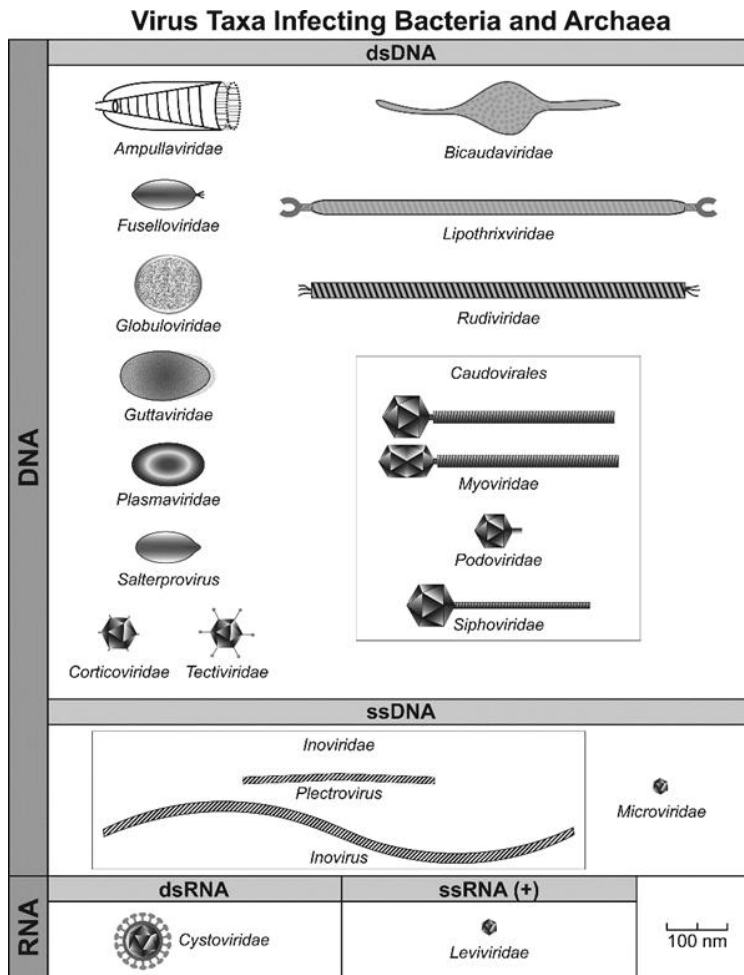 Virus Taxa Infecting Bacteria and Archaea
DNA
dsDNA
Ampullaviridae
Bicaudaviridae
Fuselloviridae
Lipothrixviridae
Globuloviridae
Rudiviridae
Guttaviridae
Caudovirales
Plasmaviridae
Myoviridae
Salterprovirus
Podoviridae
Corticoviridae
Tectiviridae
Siphoviridae
ssDNA
Inoviridae
Plectrovirus
Inovirus
Microviridae
RNA
dsRNA
Cystoviridae
ssRNA (+)
Leviviridae
100 nm